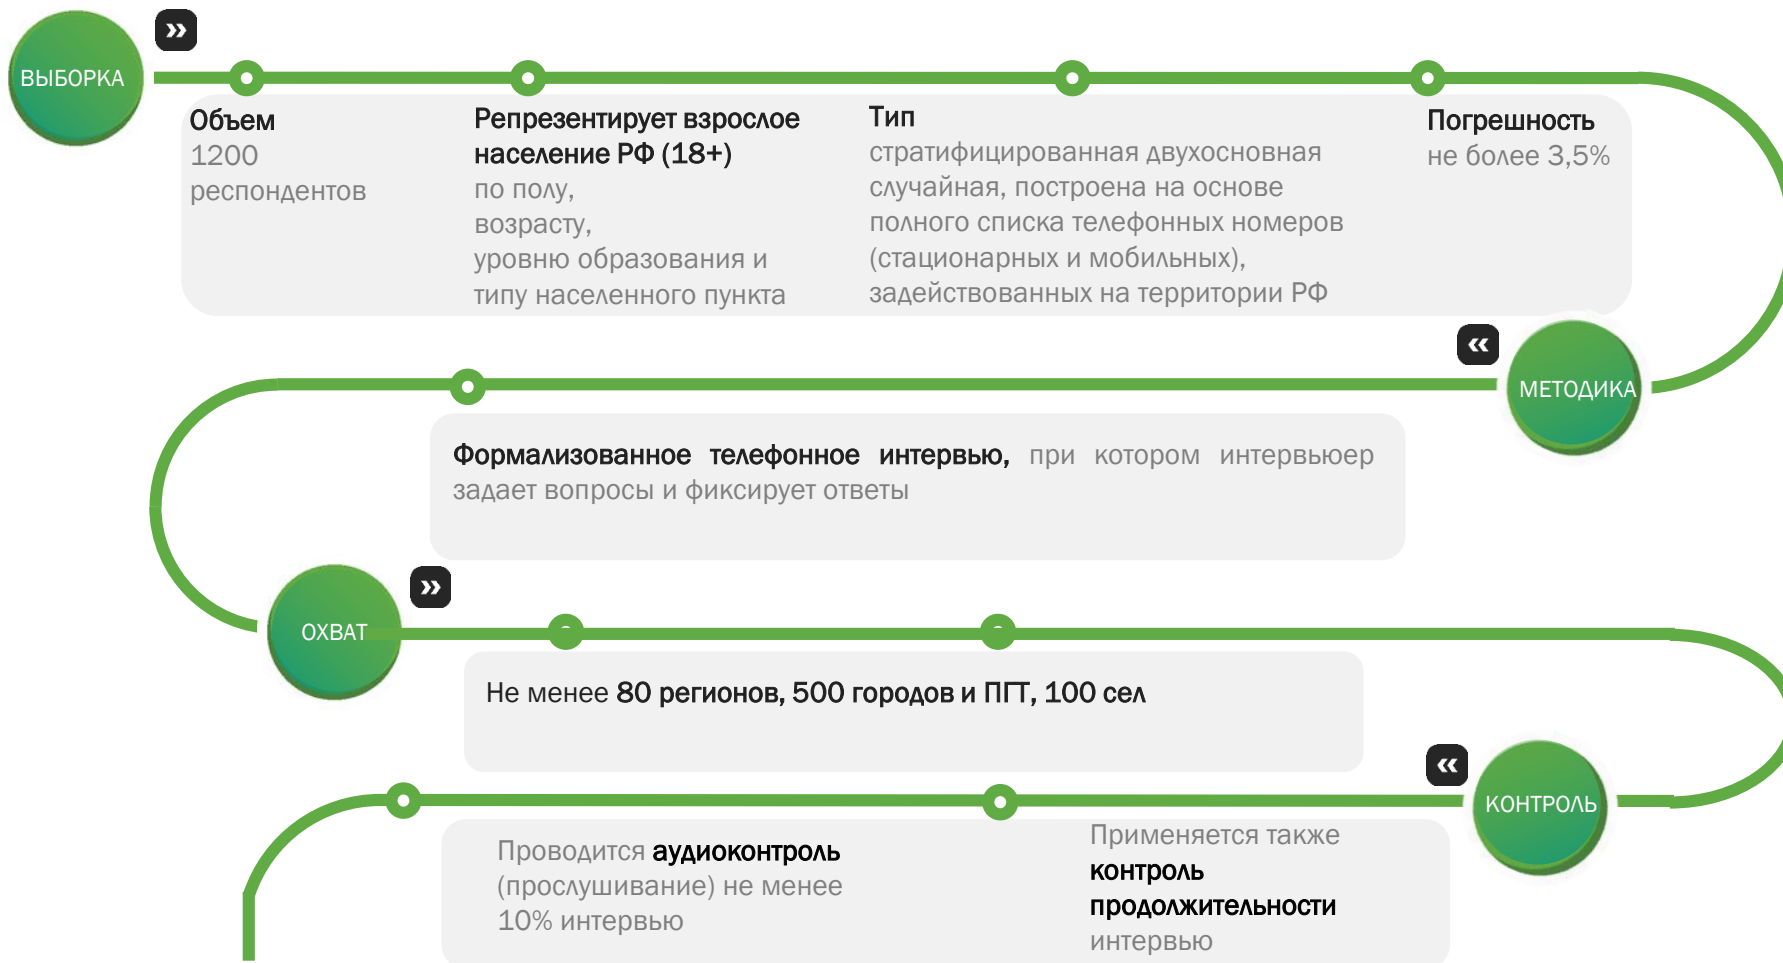 ВЫБОРКА
»
Объем
1200
респондентов
Репрезентирует взрослое
население РФ (18+)
по полу,
возрасту,
уровню образования и
типу населенного пункта
Тип
стратифицированная двухосновная
случайная, построена на основе
полного списка телефонных номеров
(стационарных и мобильных),
задействованных на территории РФ
Погрешность
не более 3,5%
«
МЕТОДИКА
Формализованное телефонное интервью, при котором интервьюер
задает вопросы и фиксирует ответы
ОХВАТ
»
Не менее 80 регионов, 500 городов и ПГТ, 100 сел
«
КОНТРОЛЬ
Проводится аудиоконтроль
(прослушивание) не менее
10% интервью
Применяется также
контроль
продолжительности
интервью